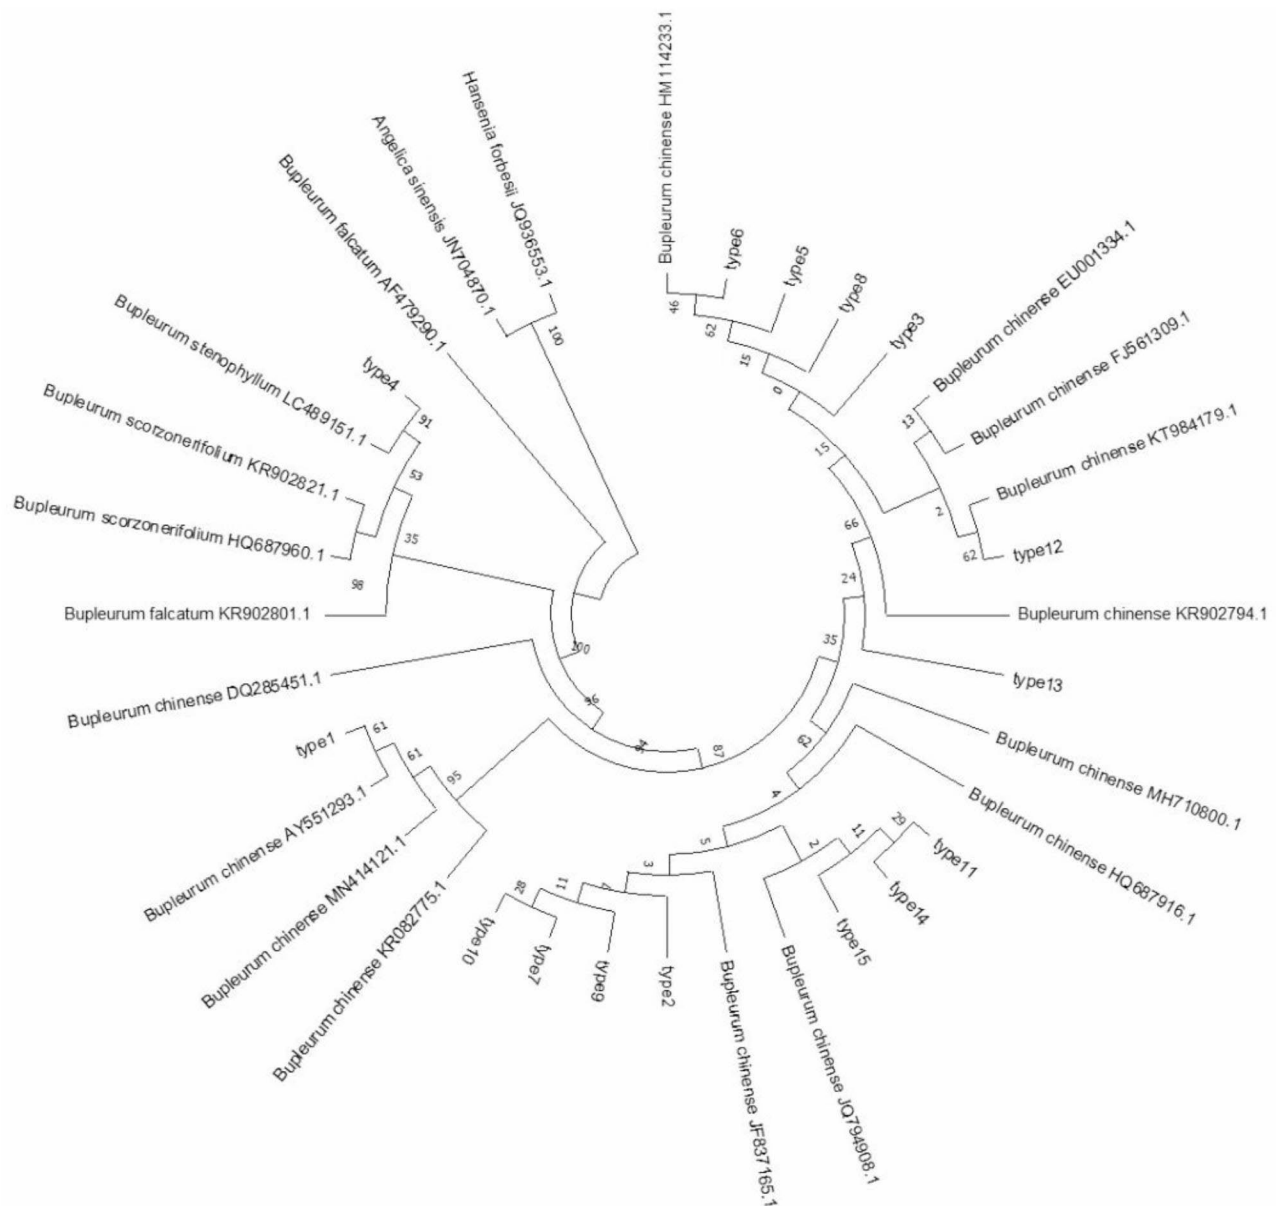 Bupleurum chinense HM114233.1
type6
type5
type8
type3
Bupleurum chinense EU001334.1
Bupleurum chinense FJ561309.1
Bupleurum chinense KT984179.1
type12
Bupleurum chinense KR902794.1
type13
Bupleurum chinense MH710800.1
Bupleurum chinense HQ687916.1
type11
type14
type15
Bupleurum chinense JQ794908.1
Bupleurum chinense JF837165.1
type2
type9
type7
type10
Bupleurum chinense KR082775.1
Bupleurum chinense MN414121.1
Bupleurum chinense AY551293.1
type1
Bupleurum chinense DQ285451.1
Bupleurum falcatum KR902801.1
Bupleurum scorzonerifolium HQ687960.1
Bupleurum scorzonerifolium KR902821.1
Bupleurum stenophyllum LC489151.1
type4
Bupleurum falcatum AF479290.1
Angelica sinensis JN704870.1
Hansenia forbesii JQ936553.1
46
62
15
0
15
13
2
62
66
24
35
62
4
5
2
11
29
3
11
28
87
96
100
95
61
61
98
35
53
91
100